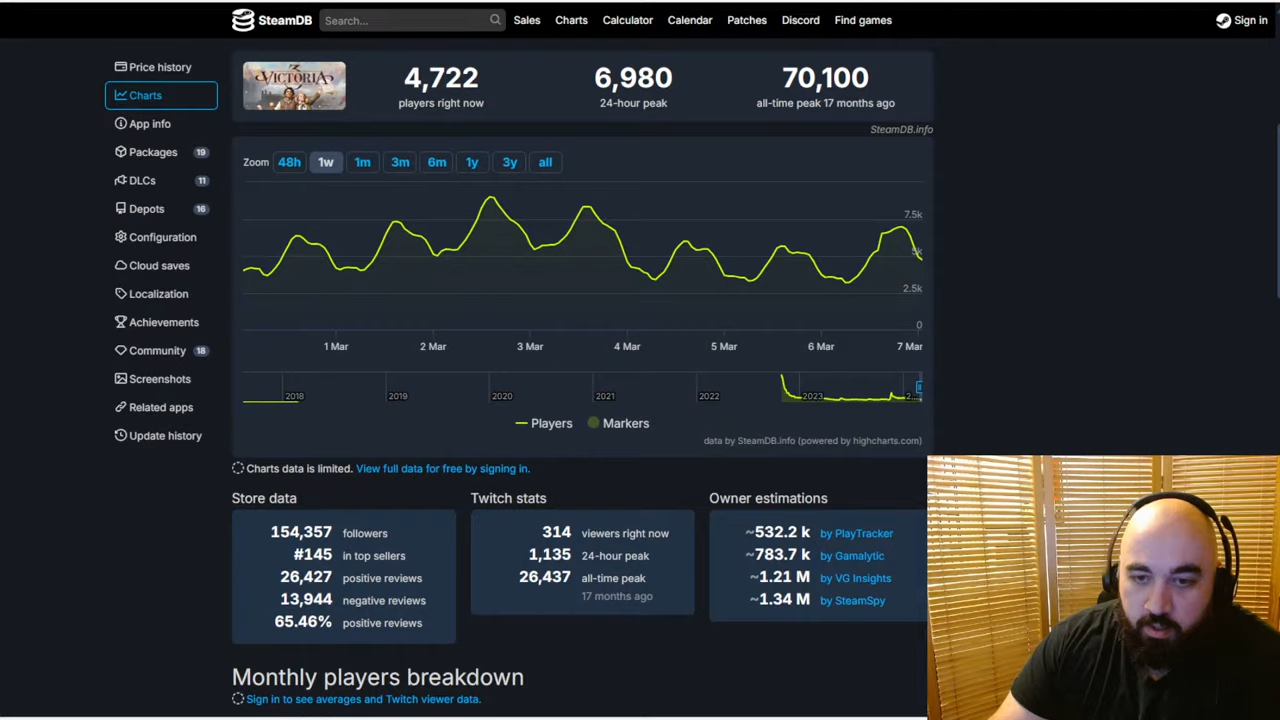 SteamDB
Search...
Sales
Charts
Calculator
Calendar
Patches
Discord
Find games
Sign in
Price history
Charts
App info
Packages 19
DLCs 11
Depots 16
Configuration
Cloud saves
Localization
Achievements
Community 18
Screenshots
Related apps
Update history
VICTORIA 3
4,722
players right now
6,980
24-hour peak
70,100
all-time peak 17 months ago
SteamDB.info
Zoom 48h 1w 1m 3m 6m 1y 3y all
7.5k
5k
2.5k
0
1 Mar 2 Mar 3 Mar 4 Mar 5 Mar 6 Mar 7 Mar
2018 2019 2020 2021 2022 2023 2...
Players Markers
data by SteamDB.info (powered by highcharts.com)
Charts data is limited. View full data for free by signing in.
Store data
154,357 followers
#145 in top sellers
26,427 positive reviews
13,944 negative reviews
65.46% positive reviews
Twitch stats
314 viewers right now
1,135 24-hour peak
26,437 all-time peak
17 months ago
Owner estimations
~532.2 k by PlayTracker
~783.7 k by Gamalytic
~1.21 M by VG Insights
~1.34 M by SteamSpy
Monthly players breakdown
Sign in to see averages and Twitch viewer data.